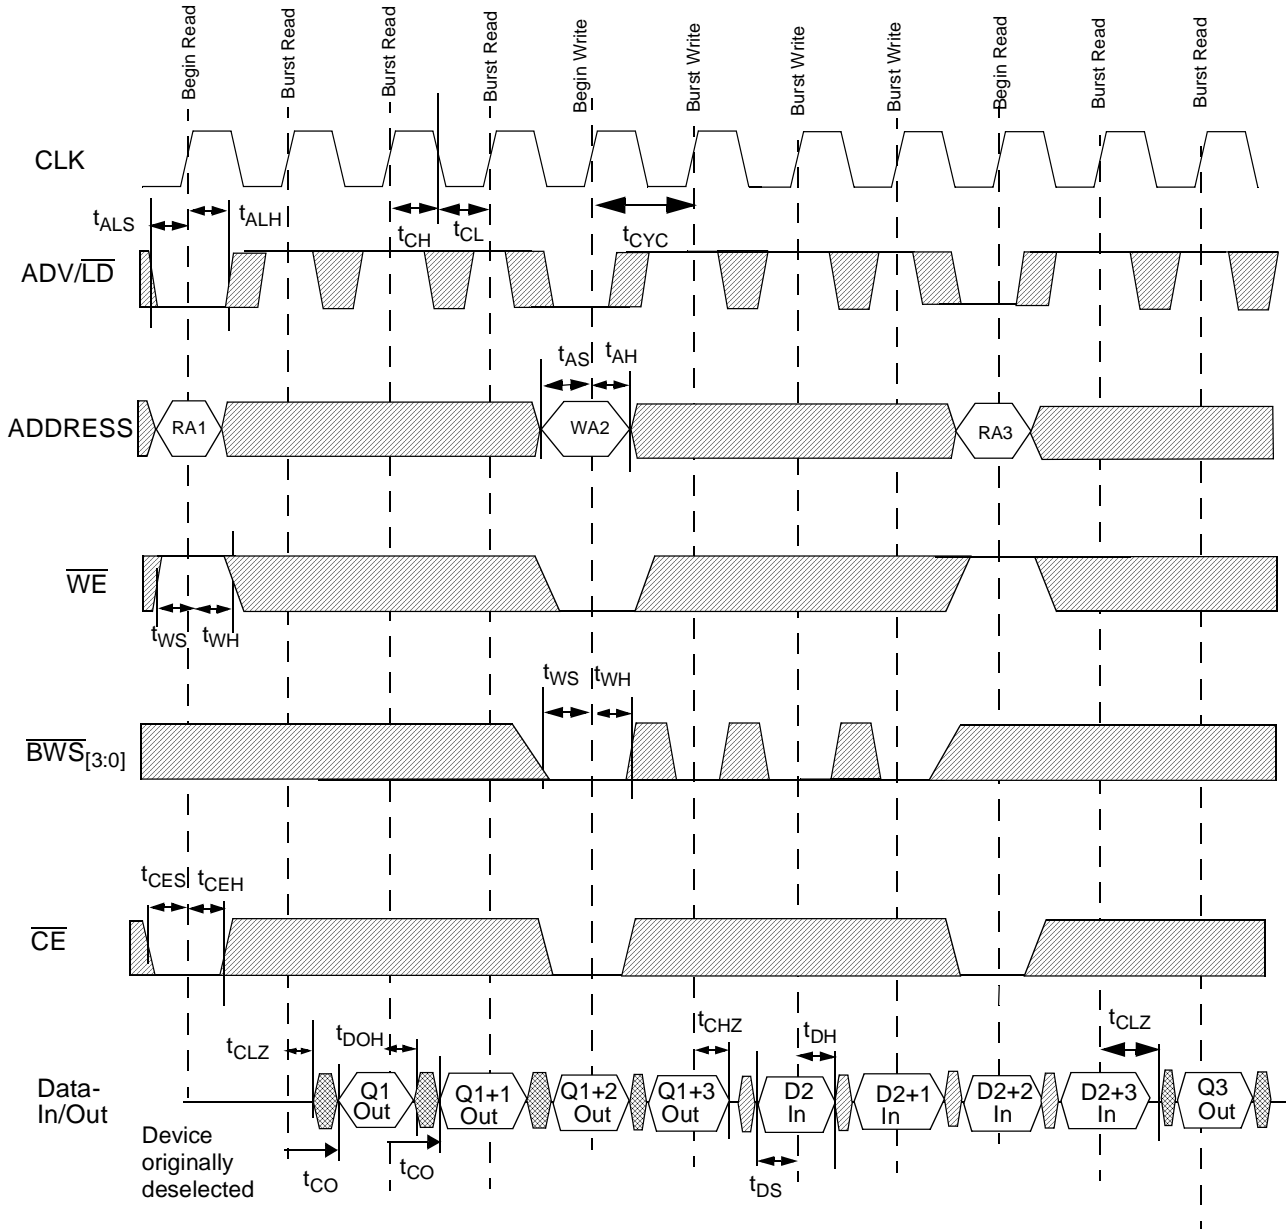 Begin Read
Burst Read
Burst Read
Burst Read
Begin Write
Burst Write
Burst Write
Burst Write
Begin Read
Burst Read
Burst Read
CLK
tALS
tALH
tCH
tCL
tCYC
ADV/LD
tAS
tAH
ADDRESS
RA1
WA2
RA3
WE
tWS
tWH
tWS
tWH
BWS[3:0]
tCES
tCEH
CE
tCLZ
tDOH
tCHZ
tDH
tCLZ
Data-
In/Out
Q1
Out
Q1+1
Out
Q1+2
Out
Q1+3
Out
D2
In
D2+1
In
D2+2
In
D2+3
In
Q3
Out
Device
originally
deselected
tCO
tCO
tDS